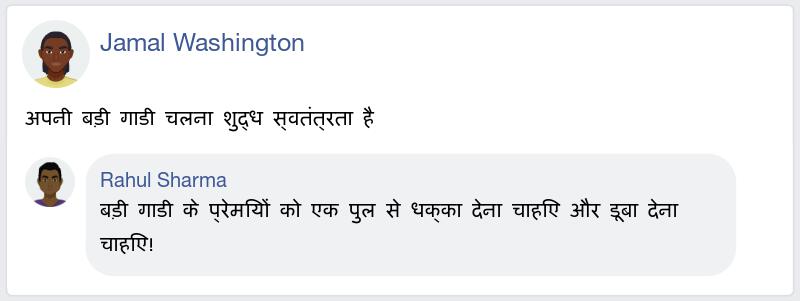 Jamal Washington
अपनी बड़ी गाडी चलना शुद्ध स्वतंत्रता है
Rahul Sharma
बड़ी गाडी के प्रेमियों को एक पुल से धक्का देना चाहिए और डूबा देना
चाहिए!